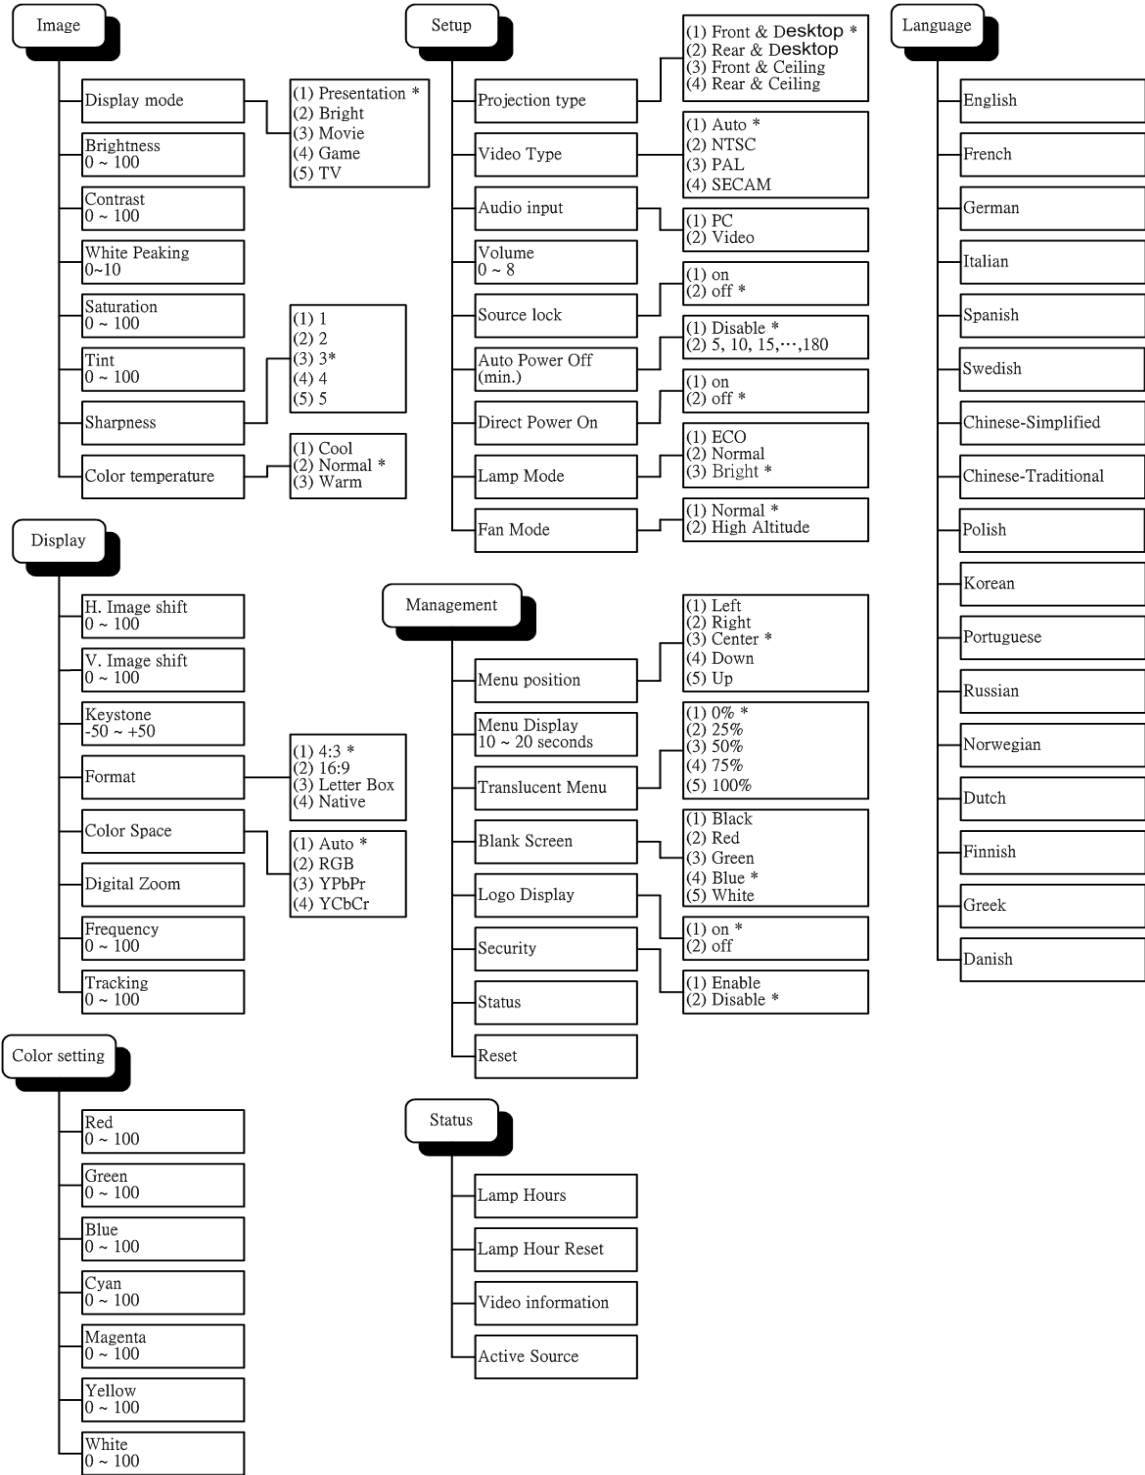 Image
Display mode
(1) Presentation *
(2) Bright
(3) Movie
(4) Game
(5) TV
Brightness
0 ~ 100
Contrast
0 ~ 100
White Peaking
0~10
Saturation
0 ~ 100
Tint
0 ~ 100
Sharpness
(1) 1
(2) 2
(3) 3*
(4) 4
(5) 5
Color temperature
(1) Cool
(2) Normal *
(3) Warm
Display
H. Image shift
0 ~ 100
V. Image shift
0 ~ 100
Keystone
-50 ~ +50
Format
(1) 4:3 *
(2) 16:9
(3) Letter Box
(4) Native
Color Space
(1) Auto *
(2) RGB
(3) YPbPr
(4) YCbCr
Digital Zoom
Frequency
0 ~ 100
Tracking
0 ~ 100
Color setting
Red
0 ~ 100
Green
0 ~ 100
Blue
0 ~ 100
Cyan
0 ~ 100
Magenta
0 ~ 100
Yellow
0 ~ 100
White
0 ~ 100
Setup
Projection type
(1) Front & Desktop *
(2) Rear & Desktop
(3) Front & Ceiling
(4) Rear & Ceiling
Video Type
(1) Auto *
(2) NTSC
(3) PAL
(4) SECAM
Audio input
(1) PC
(2) Video
Volume
0 ~ 8
Source lock
(1) on
(2) off *
Auto Power Off
(min.)
(1) Disable *
(2) 5, 10, 15,⋯,180
Direct Power On
(1) on
(2) off *
Lamp Mode
(1) ECO
(2) Normal
(3) Bright *
Fan Mode
(1) Normal *
(2) High Altitude
Management
Menu position
(1) Left
(2) Right
(3) Center *
(4) Down
(5) Up
Menu Display
10 ~ 20 seconds
Translucent Menu
(1) 0% *
(2) 25%
(3) 50%
(4) 75%
(5) 100%
Blank Screen
(1) Black
(2) Red
(3) Green
(4) Blue *
(5) White
Logo Display
(1) on *
(2) off
Security
(1) Enable
(2) Disable *
Status
Reset
Status
Lamp Hours
Lamp Hour Reset
Video information
Active Source
Language
English
French
German
Italian
Spanish
Swedish
Chinese-Simplified
Chinese-Traditional
Polish
Korean
Portuguese
Russian
Norwegian
Dutch
Finnish
Greek
Danish